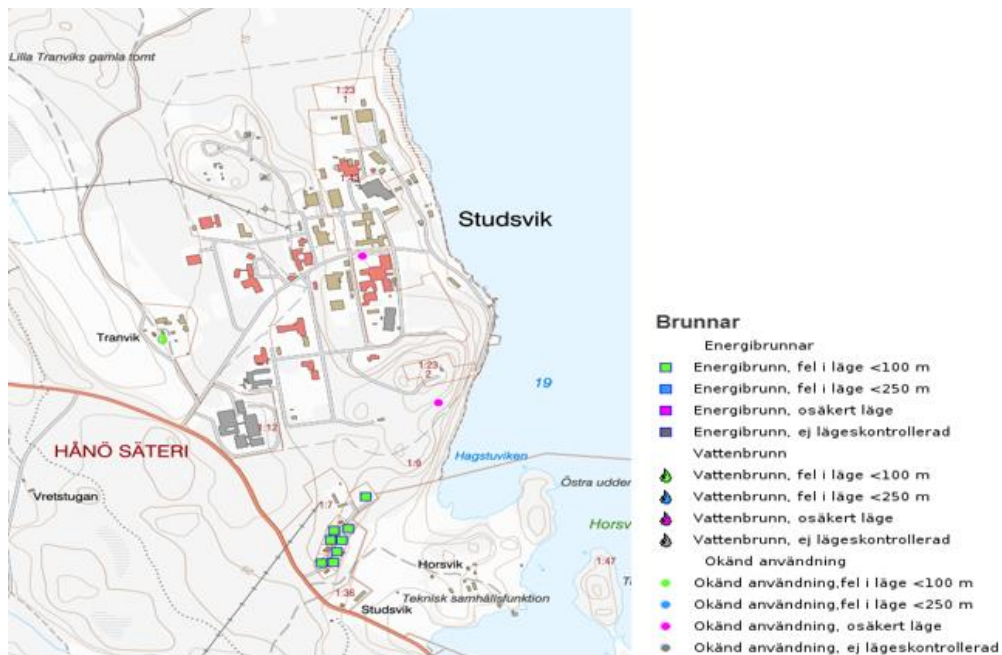 Lilla Tranviks gamla tomt
1:23
1
1:43
Studsvik
Tranvik
1:23
2
19
HÅNÖ SÄTERI
1:12
1:9
Hagstuviken
Östra udden
Vretstugan
1:7
Horsv
Horsvik
1:47
1:36
Teknisk samhällsfunktion
Studsvik
Brunnar
Energibrunnar
Energibrunn, fel i läge <100 m
Energibrunn, fel i läge <250 m
Energibrunn, osäkert läge
Energibrunn, ej lägeskontrollerad
Vattenbrunn
Vattenbrunn, fel i läge <100 m
Vattenbrunn, fel i läge <250 m
Vattenbrunn, osäkert läge
Vattenbrunn, ej lägeskontrollerad
Okänd användning
Okänd användning,fel i läge <100 m
Okänd användning,fel i läge <250 m
Okänd användning, osäkert läge
Okänd användning, ej lägeskontrollerad